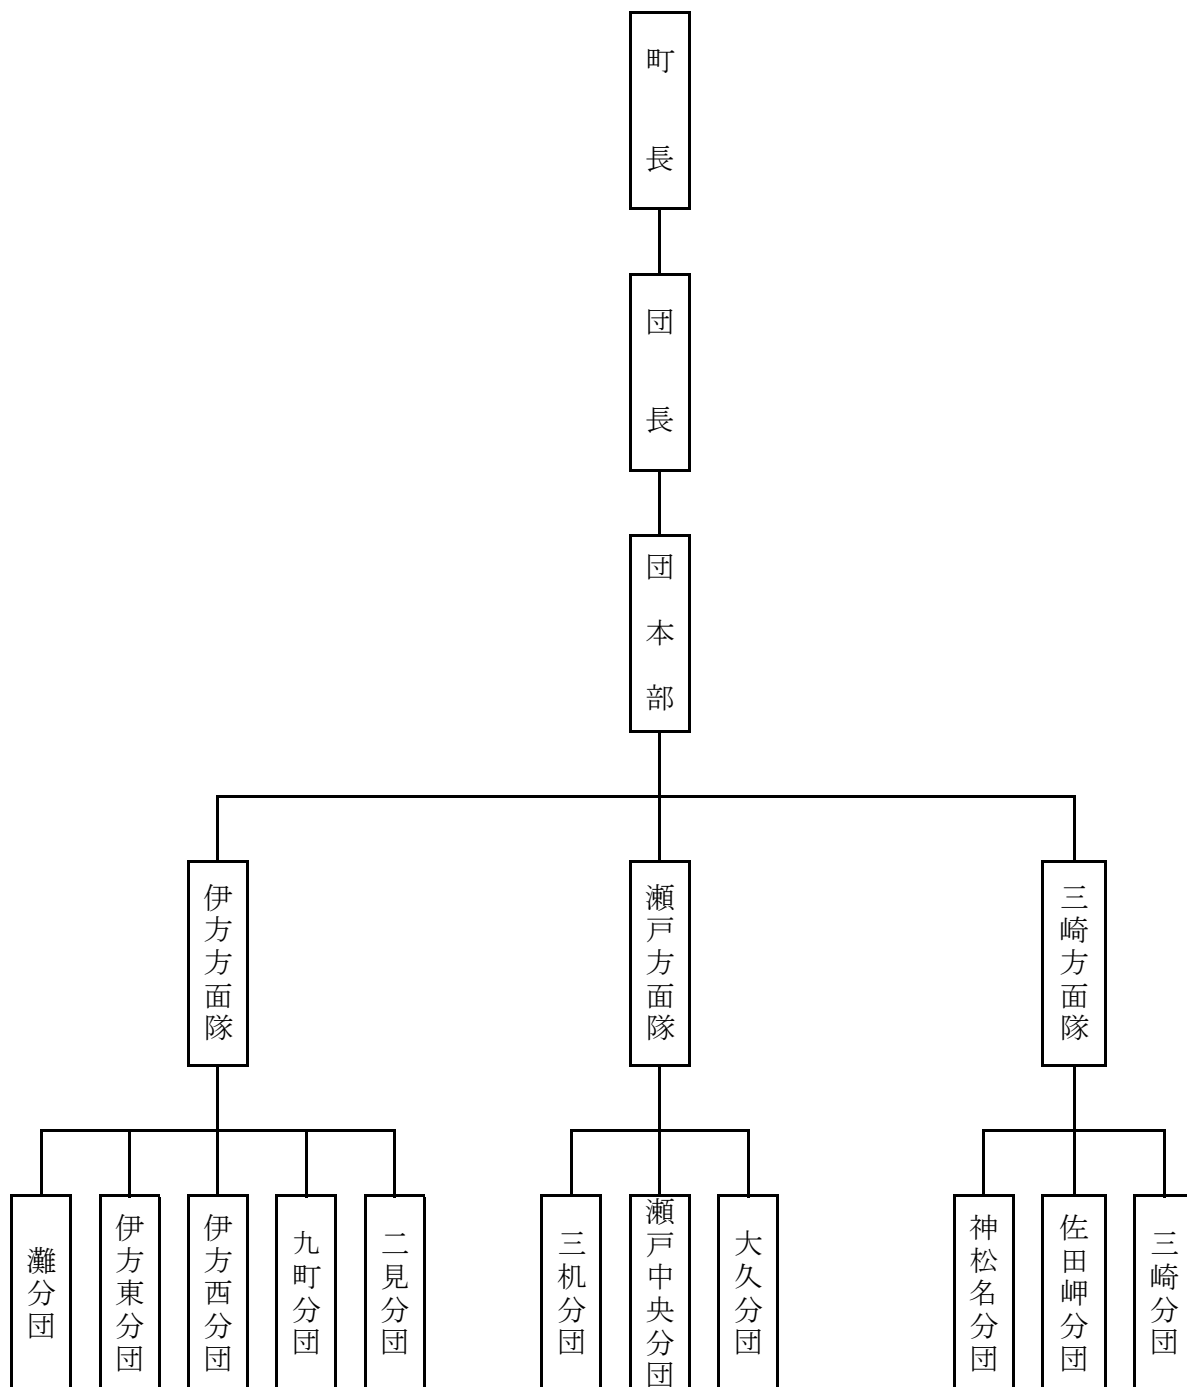 町長
団長
団本部
伊方方面隊
瀬戸方面隊
三崎方面隊
灘分団
伊方東分団
伊方西分団
九町分団
二見分団
三机分団
瀬戸中央分団
大久分団
神松名分団
佐田岬分団
三崎分団